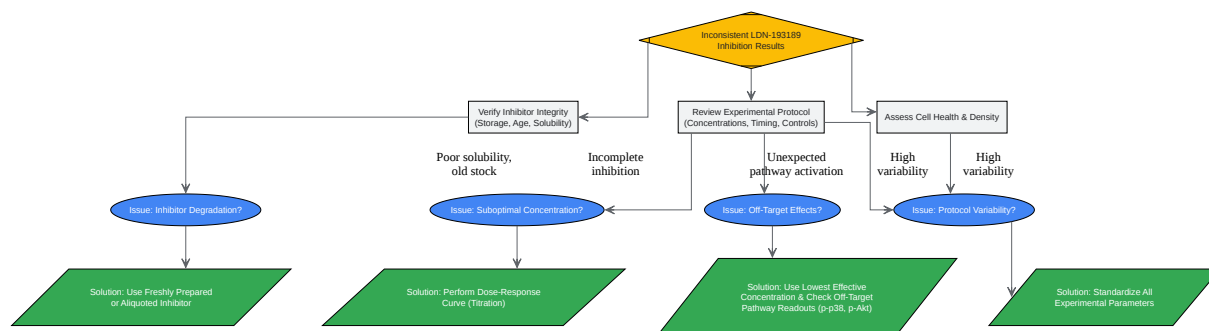 Inconsistent LDN-193189
Inhibition Results
Verify Inhibitor Integrity
(Storage, Age, Solubility)
Review Experimental Protocol
(Concentrations, Timing, Controls)
Assess Cell Health & Density
Poor solubility,
old stock
Incomplete
inhibition
Unexpected
pathway activation
High
variability
High
variability
Issue: Inhibitor Degradation?
Issue: Suboptimal Concentration?
Issue: Off-Target Effects?
Issue: Protocol Variability?
Solution: Use Freshly Prepared
or Aliquoted Inhibitor
Solution: Perform Dose-Response
Curve (Titration)
Solution: Use Lowest Effective
Concentration & Check Off-Target
Pathway Readouts (p-p38, p-Akt)
Solution: Standardize All
Experimental Parameters